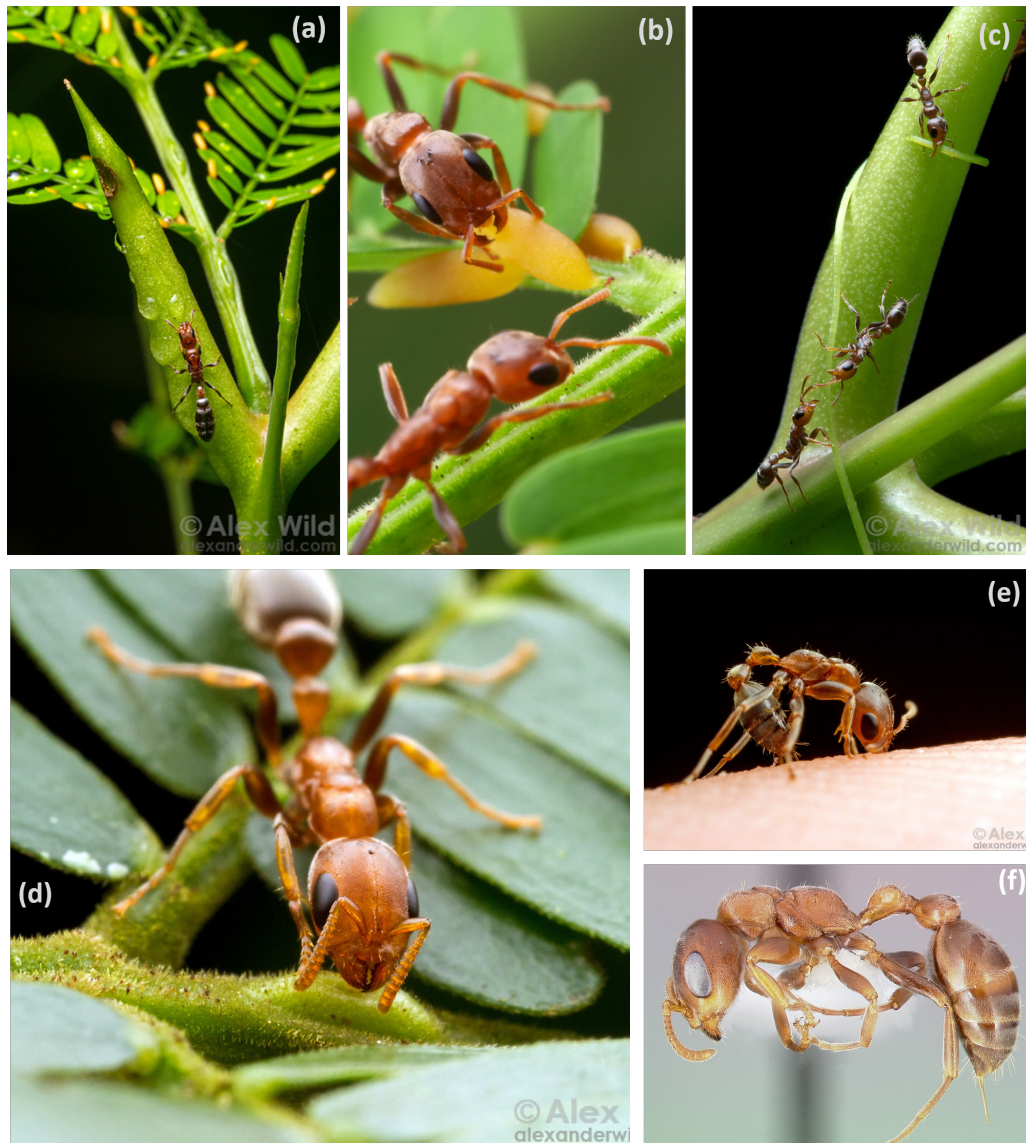 (a)
(b)
(c)
© Alex Wild
alexanderwild.com
© Alex Wild
alexanderwild.com
(d)
(e)
© Alex
alexanderwi
© Alex
alexanderw
(f)